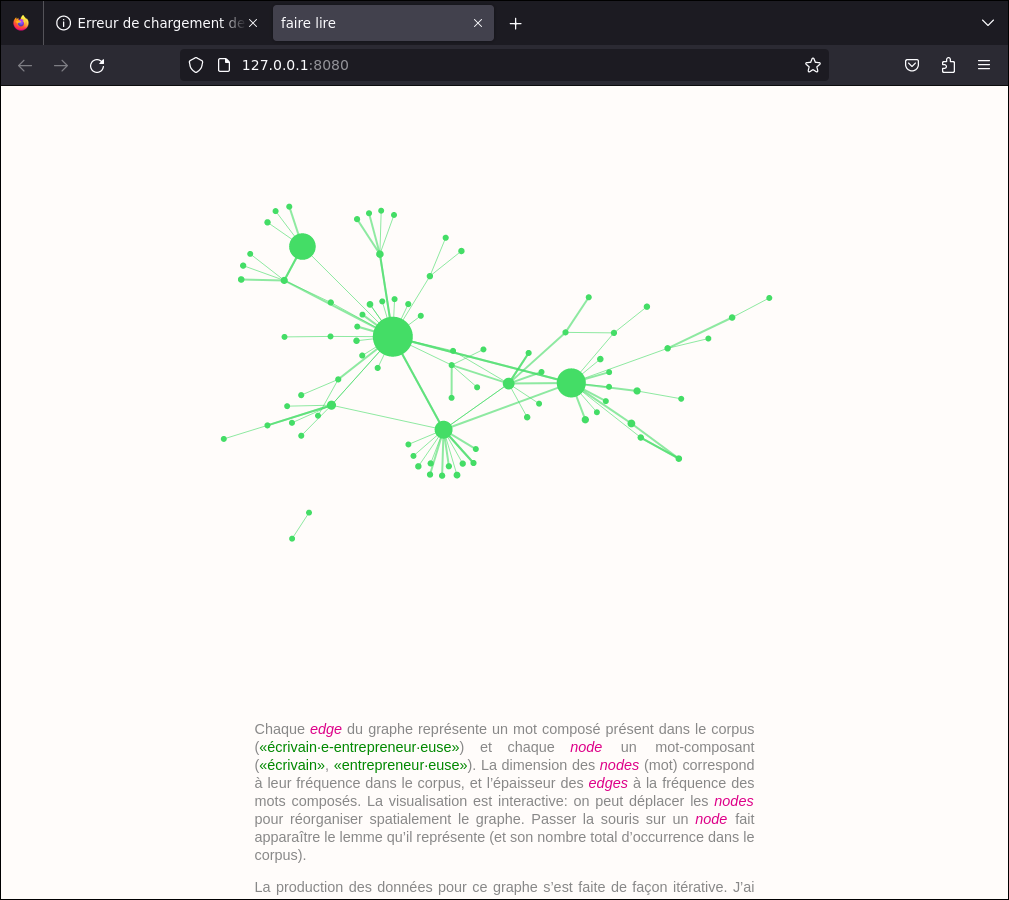 Erreur de chargement de
faire lire
127.0.0.1:8080
Chaque edge du graphe représente un mot composé présent dans le corpus
(«écrivain·e-entrepreneur·euse») et chaque node un mot-composant
(«écrivain», «entrepreneur·euse»). La dimension des nodes (mot) correspond
à leur fréquence dans le corpus, et l’épaisseur des edges à la fréquence des
mots composés. La visualisation est interactive: on peut déplacer les nodes
pour réorganiser spatialement le graphe. Passer la souris sur un node fait
apparaître le lemme qu’il représente (et son nombre total d’occurrence dans le
corpus).
La production des données pour ce graphe s’est faite de façon itérative. J’ai